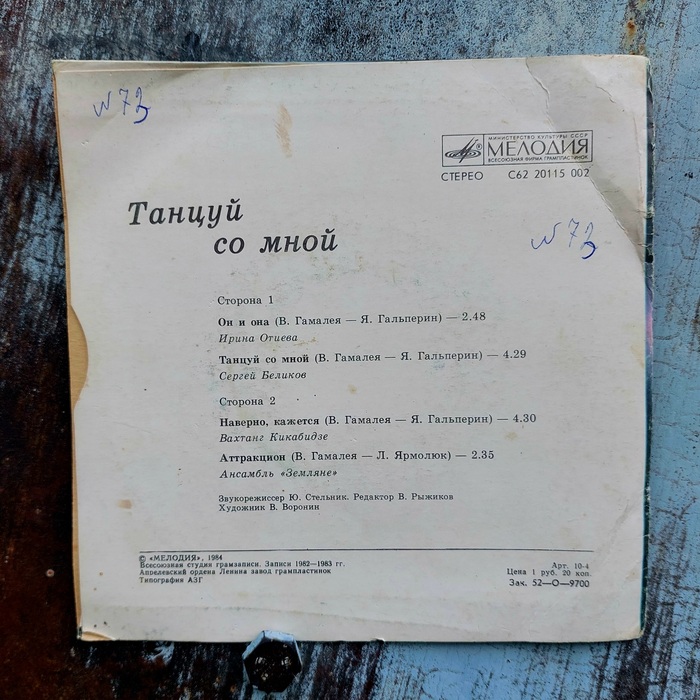 № 73
МИНИСТЕРСТВО КУЛЬТУРЫ СССР
МЕЛОДИЯ
ВСЕСОЮЗНАЯ ФИРМА ГРАМПЛАСТИНОК
СТЕРЕО С62 20115 002
Танцуй
со мной
№ 73
Сторона 1
Он и она (В. Гамалея — Я. Гальперин) — 2.48
Ирина Отиева
Танцуй со мной (В. Гамалея — Я. Гальперин) — 4.29
Сергей Беликов
Сторона 2
Наверно, кажется (В. Гамалея — Я. Гальперин) — 4.30
Вахтанг Кикабидзе
Аттракцион (В. Гамалея — Л. Ярмолюк) — 2.35
Ансамбль «Земляне»
Звукорежиссер Ю. Стельник. Редактор В. Рыжиков
Художник В. Воронин
© «МЕЛОДИЯ», 1984
Всесоюзная студия грамзаписи. Записи 1982—1983 гг.
Апрелевский ордена Ленина завод грампластинок
Типография АЗГ
Арт. 10-4
Цена 1 руб. 20 коп.
Зак. 52—О—9700